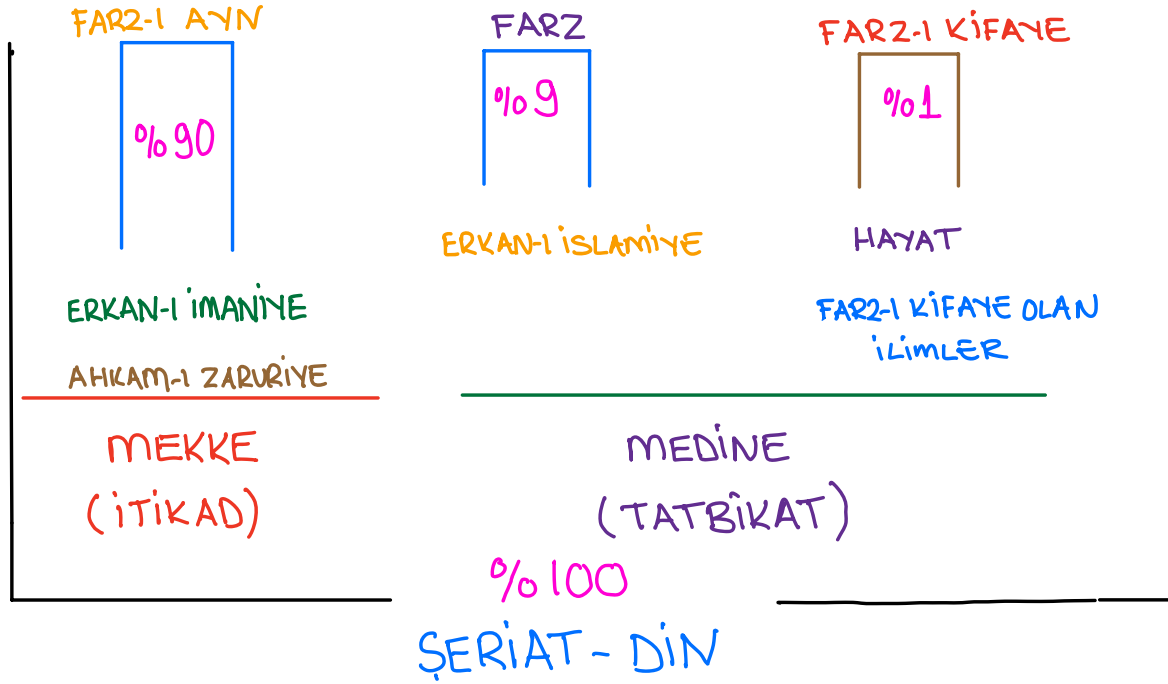 FARZ-I AYN
FARZ
FARZ-I KİFAYE
%90
%9
%1
ERKAN-I İSLAMİYE
HAYAT
ERKAN-I İMANİYE
FARZ-I KİFAYE OLAN
İLİMLER
AHKAM-I ZARURİYE
MEKKE
(İTİKAD)
MEDİNE
(TATBİKAT)
%100
ŞERİAT - DİN